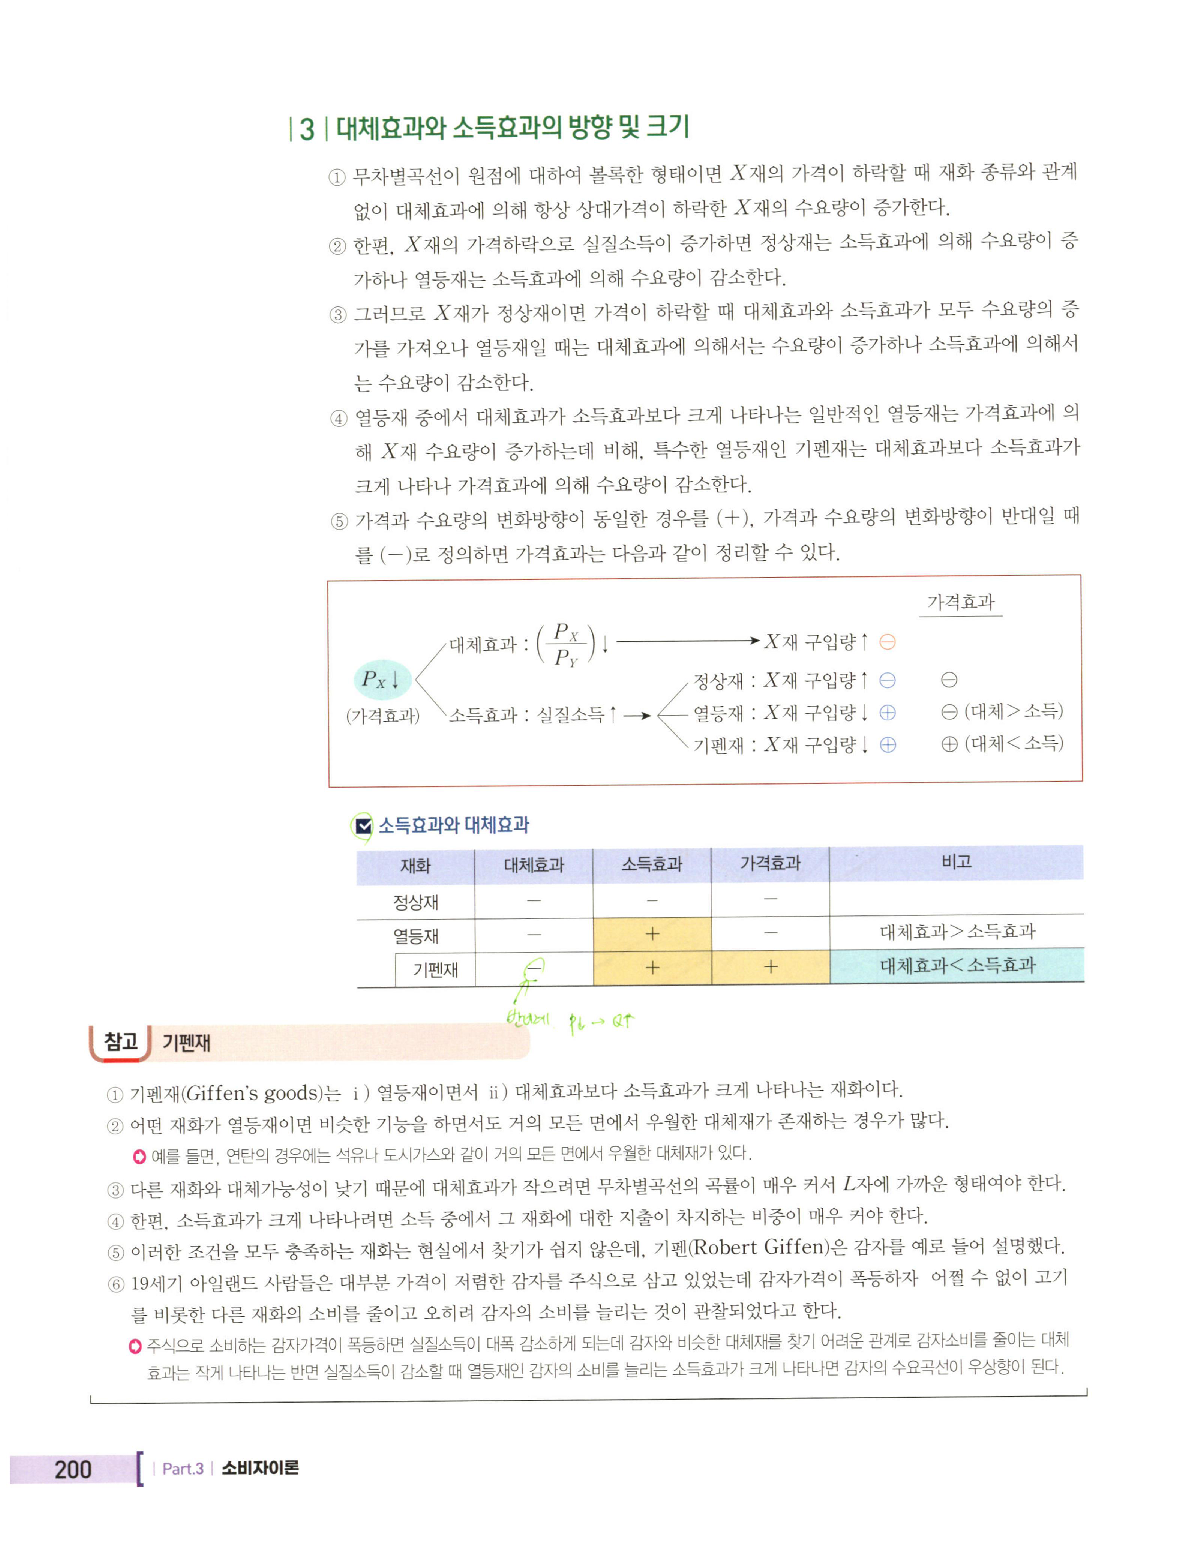 | 3 | 대체효과와 소득효과의 방향 및 크기
① 무차별곡선이 원점에 대하여 볼록한 형태이면 X재의 가격이 하락할 때 재화 종류와 관계
없이 대체효과에 의해 항상 상대가격이 하락한 X재의 수요량이 증가한다.
② 한편, X재의 가격하락으로 실질소득이 증가하면 정상재는 소득효과에 의해 수요량이 증
가하나 열등재는 소득효과에 의해 수요량이 감소한다.
③ 그러므로 X재가 정상재이면 가격이 하락할 때 대체효과와 소득효과가 모두 수요량의 증
가를 가져오나 열등재일 때는 대체효과에 의해서는 수요량이 증가하나 소득효과에 의해서
는 수요량이 감소한다.
④ 열등재 중에서 대체효과가 소득효과보다 크게 나타나는 일반적인 열등재는 가격효과에 의
해 X재 수요량이 증가하는데 비해, 특수한 열등재인 기펜재는 대체효과보다 소득효과가
크게 나타나 가격효과에 의해 수요량이 감소한다.
⑤ 가격과 수요량의 변화방향이 동일한 경우를 (+), 가격과 수요량의 변화방향이 반대일 때
를 (−)로 정의하면 가격효과는 다음과 같이 정리할 수 있다.
가격효과
대체효과 : (P_X/P_Y)↓ → X재 구입량↑ ⊖
P_X↓
정상재 : X재 구입량↑ ⊖ ⊖
(가격효과) 소득효과 : 실질소득↑ → 열등재 : X재 구입량↓ ⊕ ⊖ (대체>소득)
기펜재 : X재 구입량↓ ⊕ ⊕ (대체<소득)
소득효과와 대체효과
재화 대체효과 소득효과 가격효과 비고
정상재 − − −
열등재 − + − 대체효과>소득효과
기펜재 − + + 대체효과<소득효과
반대 P↓ → Q↑
참고 기펜재
① 기펜재(Giffen's goods)는 ⅰ) 열등재이면서 ⅱ) 대체효과보다 소득효과가 크게 나타나는 재화이다.
② 어떤 재화가 열등재이면 비슷한 기능을 하면서도 거의 모든 면에서 우월한 대체재가 존재하는 경우가 많다.
예를 들면, 연탄의 경우에는 석유나 도시가스와 같이 거의 모든 면에서 우월한 대체재가 있다.
③ 다른 재화와 대체가능성이 낮기 때문에 대체효과가 작으려면 무차별곡선의 곡률이 매우 커서 L자에 가까운 형태여야 한다.
④ 한편, 소득효과가 크게 나타나려면 소득 중에서 그 재화에 대한 지출이 차지하는 비중이 매우 커야 한다.
⑤ 이러한 조건을 모두 충족하는 재화는 현실에서 찾기가 쉽지 않은데, 기펜(Robert Giffen)은 감자를 예로 들어 설명했다.
⑥ 19세기 아일랜드 사람들은 대부분 가격이 저렴한 감자를 주식으로 삼고 있었는데 감자가격이 폭등하자 어쩔 수 없이 고기
를 비롯한 다른 재화의 소비를 줄이고 오히려 감자의 소비를 늘리는 것이 관찰되었다고 한다.
주식으로 소비하는 감자가격이 폭등하면 실질소득이 대폭 감소하게 되는데 감자와 비슷한 대체재를 찾기 어려운 관계로 감자소비를 줄이는 대체
효과는 작게 나타나는 반면 실질소득이 감소할 때 열등재인 감자의 소비를 늘리는 소득효과가 크게 나타나면 감자의 수요곡선이 우상향이 된다.
200 | Part.3 | 소비자이론